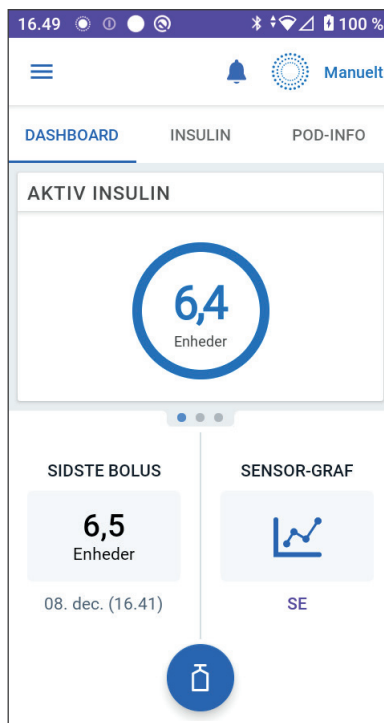 16.49 100 %
Manuelt
DASHBOARD INSULIN POD-INFO
AKTIV INSULIN
6,4
Enheder
SIDSTE BOLUS SENSOR-GRAF
6,5
Enheder
08. dec. (16.41) SE